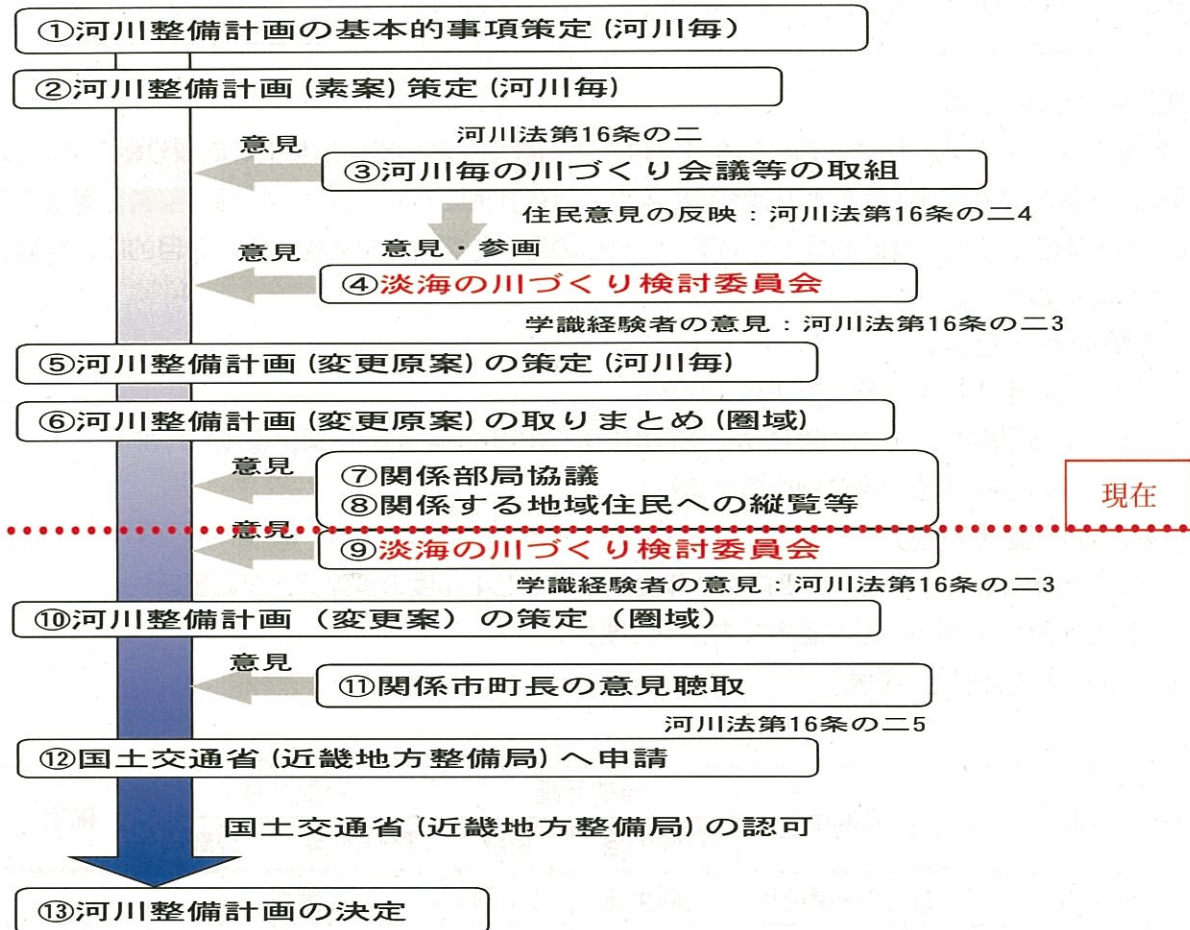 ①河川整備計画の基本的事項策定(河川毎)
②河川整備計画(素案)策定(河川毎)
河川法第16条の二
意見
③河川毎の川づくり会議等の取組
住民意見の反映:河川法第16条の二4
意見・参画
意見
④淡海の川づくり検討委員会
学識経験者の意見:河川法第16条の二3
⑤河川整備計画(変更原案)の策定(河川毎)
⑥河川整備計画(変更原案)の取りまとめ(圏域)
意見
⑦関係部局協議
⑧関係する地域住民への縦覧等
現在
意見
⑨淡海の川づくり検討委員会
学識経験者の意見:河川法第16条の二3
⑩河川整備計画(変更案)の策定(圏域)
意見
⑪関係市町長の意見聴取
河川法第16条の二5
⑫国土交通省(近畿地方整備局)へ申請
国土交通省(近畿地方整備局)の認可
⑬河川整備計画の決定